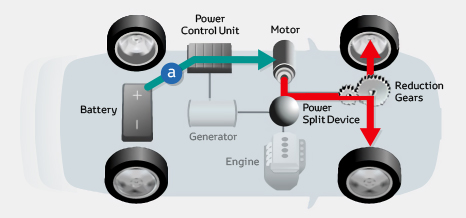 Power
Control Unit
Motor
a
Battery
+
−
Reduction
Gears
Power
Split Device
Generator
Engine